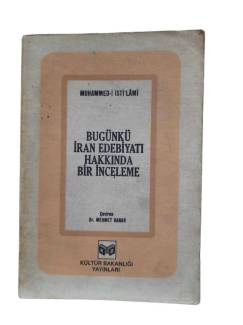 MUHAMMED-İ İSTİ'LÂMİ
BUGÜNKÜ
İRAN EDEBİYATI
HAKKINDA
BİR İNCELEME
Çeviren
Dr. MEHMET KANAR
KÜLTÜR BAKANLIĞI
YAYINLARI